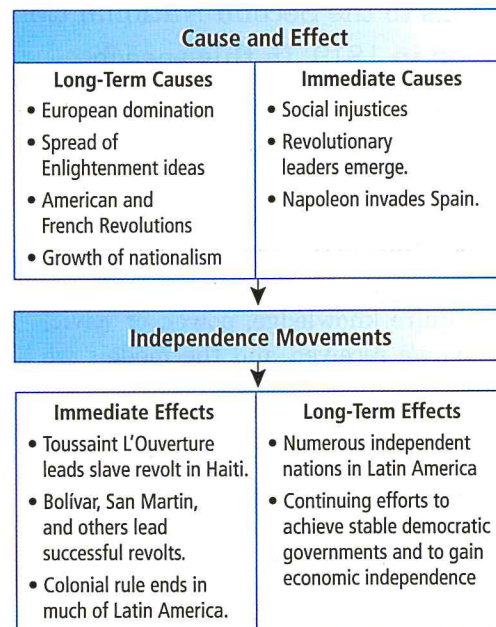 Cause and Effect
Long-Term Causes
• European domination
• Spread of
Enlightenment ideas
• American and
French Revolutions
• Growth of nationalism
Immediate Causes
• Social injustices
• Revolutionary
leaders emerge.
• Napoleon invades Spain.
Independence Movements
Immediate Effects
• Toussaint L'Ouverture
leads slave revolt in Haiti.
• Bolívar, San Martin,
and others lead
successful revolts.
• Colonial rule ends in
much of Latin America.
Long-Term Effects
• Numerous independent
nations in Latin America
• Continuing efforts to
achieve stable democratic
governments and to gain
economic independence